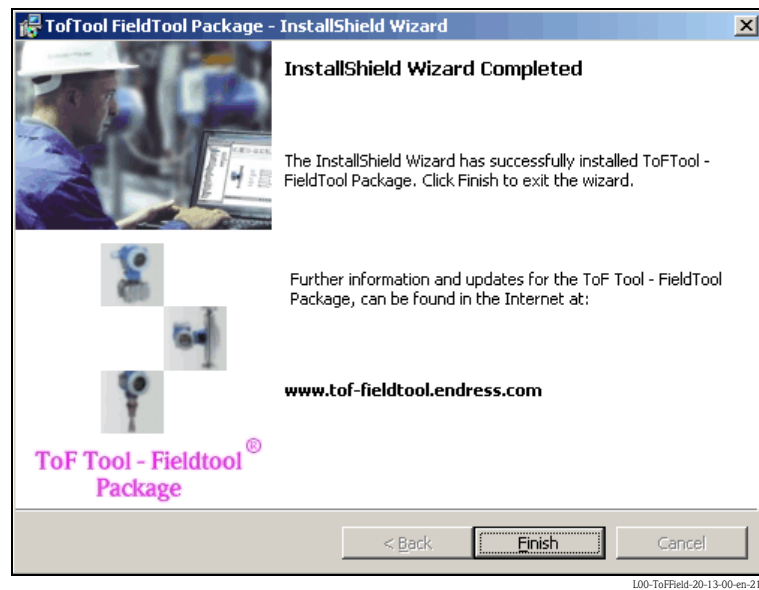 TofTool FieldTool Package - InstallShield Wizard
InstallShield Wizard Completed
The InstallShield Wizard has successfully installed ToFTool -
FieldTool Package. Click Finish to exit the wizard.
Further information and updates for the ToF Tool - FieldTool
Package, can be found in the Internet at:
www.tof-fieldtool.endress.com
ToF Tool - Fieldtool ®
Package
< Back
Finish
Cancel
L00-ToFField-20-13-00-en-21